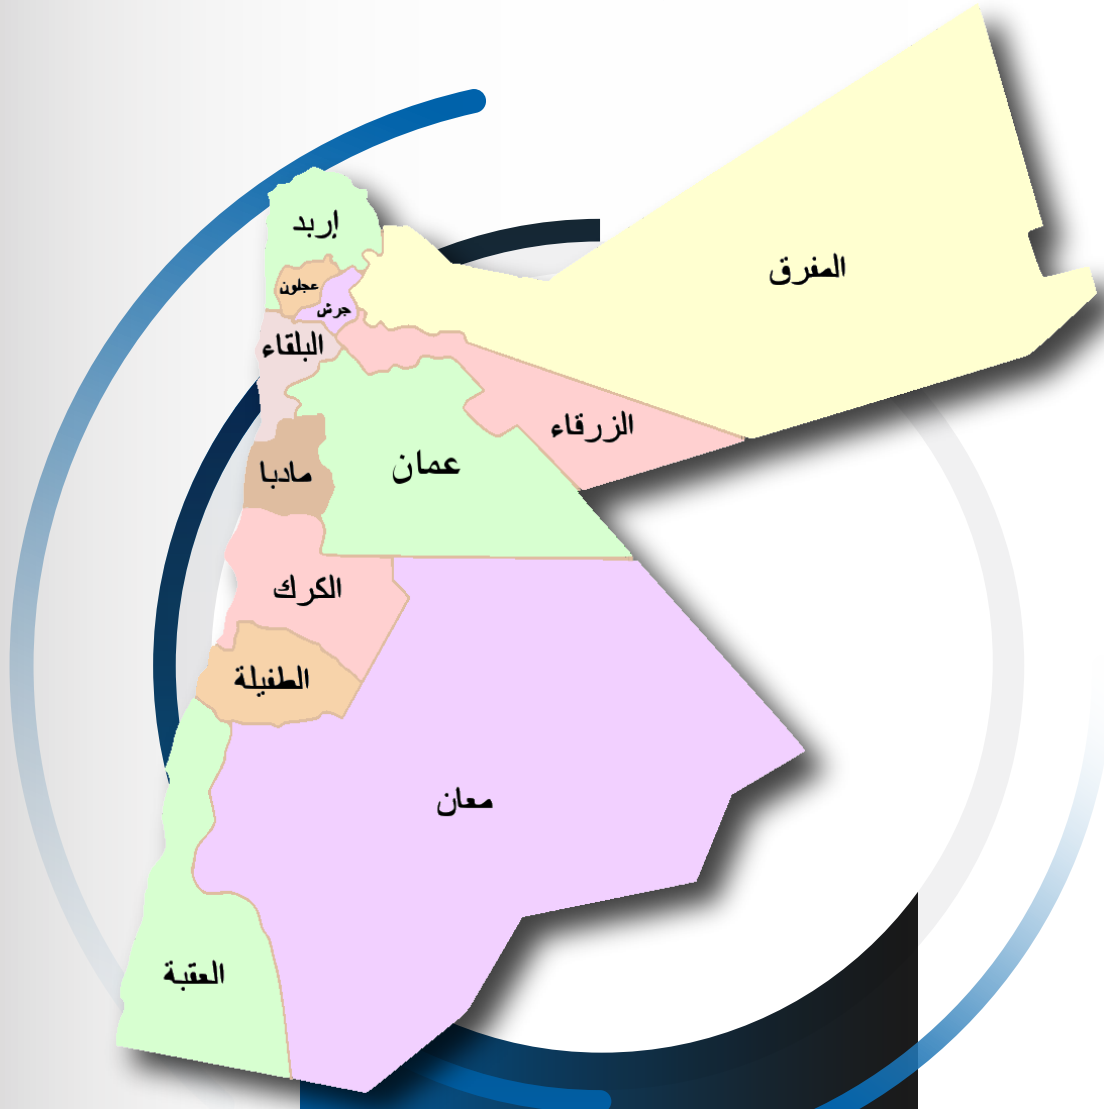 إربد
المفرق
عجلون
جرش
البلقاء
الزرقاء
عمان
مادبا
الكرك
الطفيلة
معان
العقبة